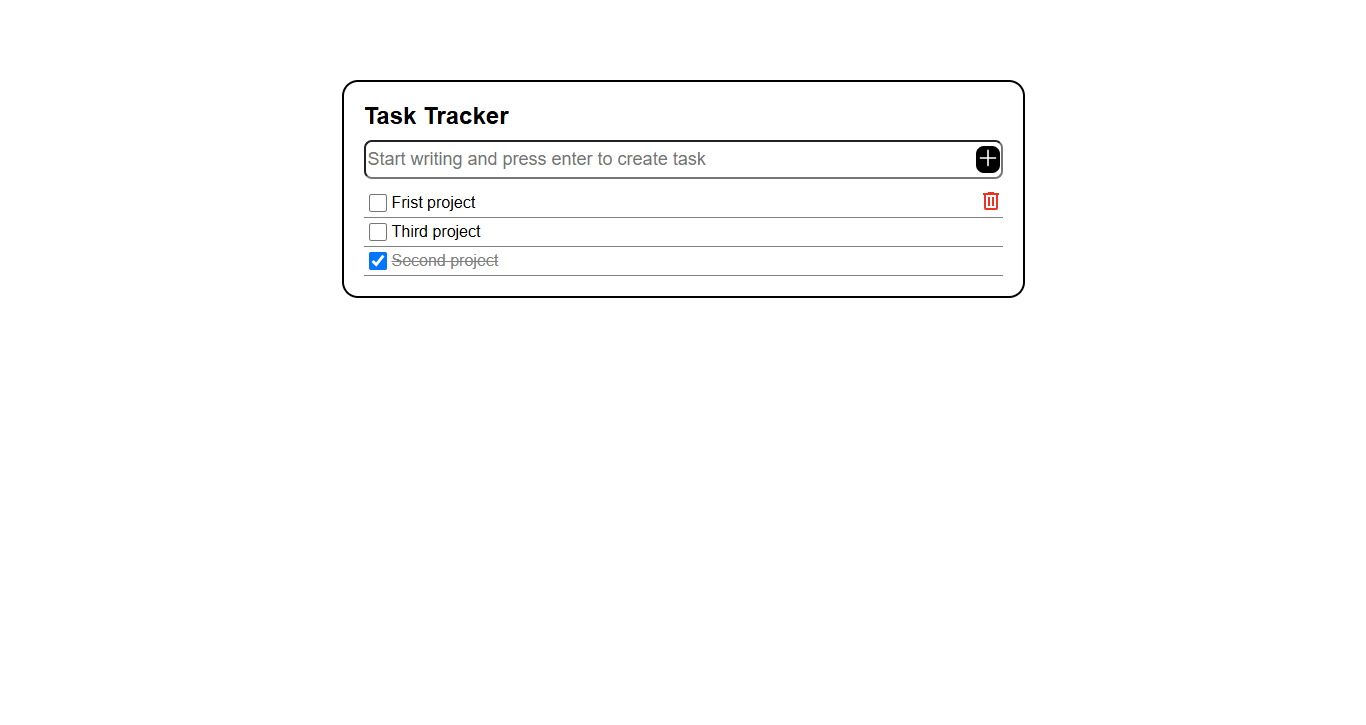 Task Tracker
Start writing and press enter to create task
Frist project
Third project
Second project